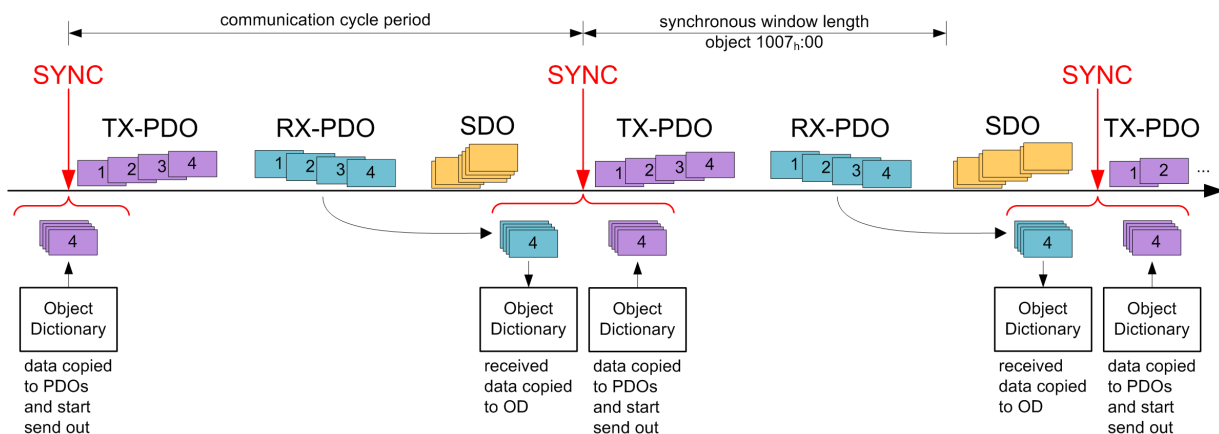 communication cycle period
synchronous window length
object 1007h:00
SYNC
SYNC
SYNC
TX-PDO
RX-PDO
SDO
TX-PDO
RX-PDO
SDO
TX-PDO
1
2
3
4
1
2
3
4
1
2
3
4
1
2
3
4
1
2
...
4
4
4
4
4
Object
Dictionary
data copied
to PDOs
and start
send out
Object
Dictionary
received
data copied
to OD
Object
Dictionary
data copied
to PDOs
and start
send out
Object
Dictionary
received
data copied
to OD
Object
Dictionary
data copied
to PDOs
and start
send out